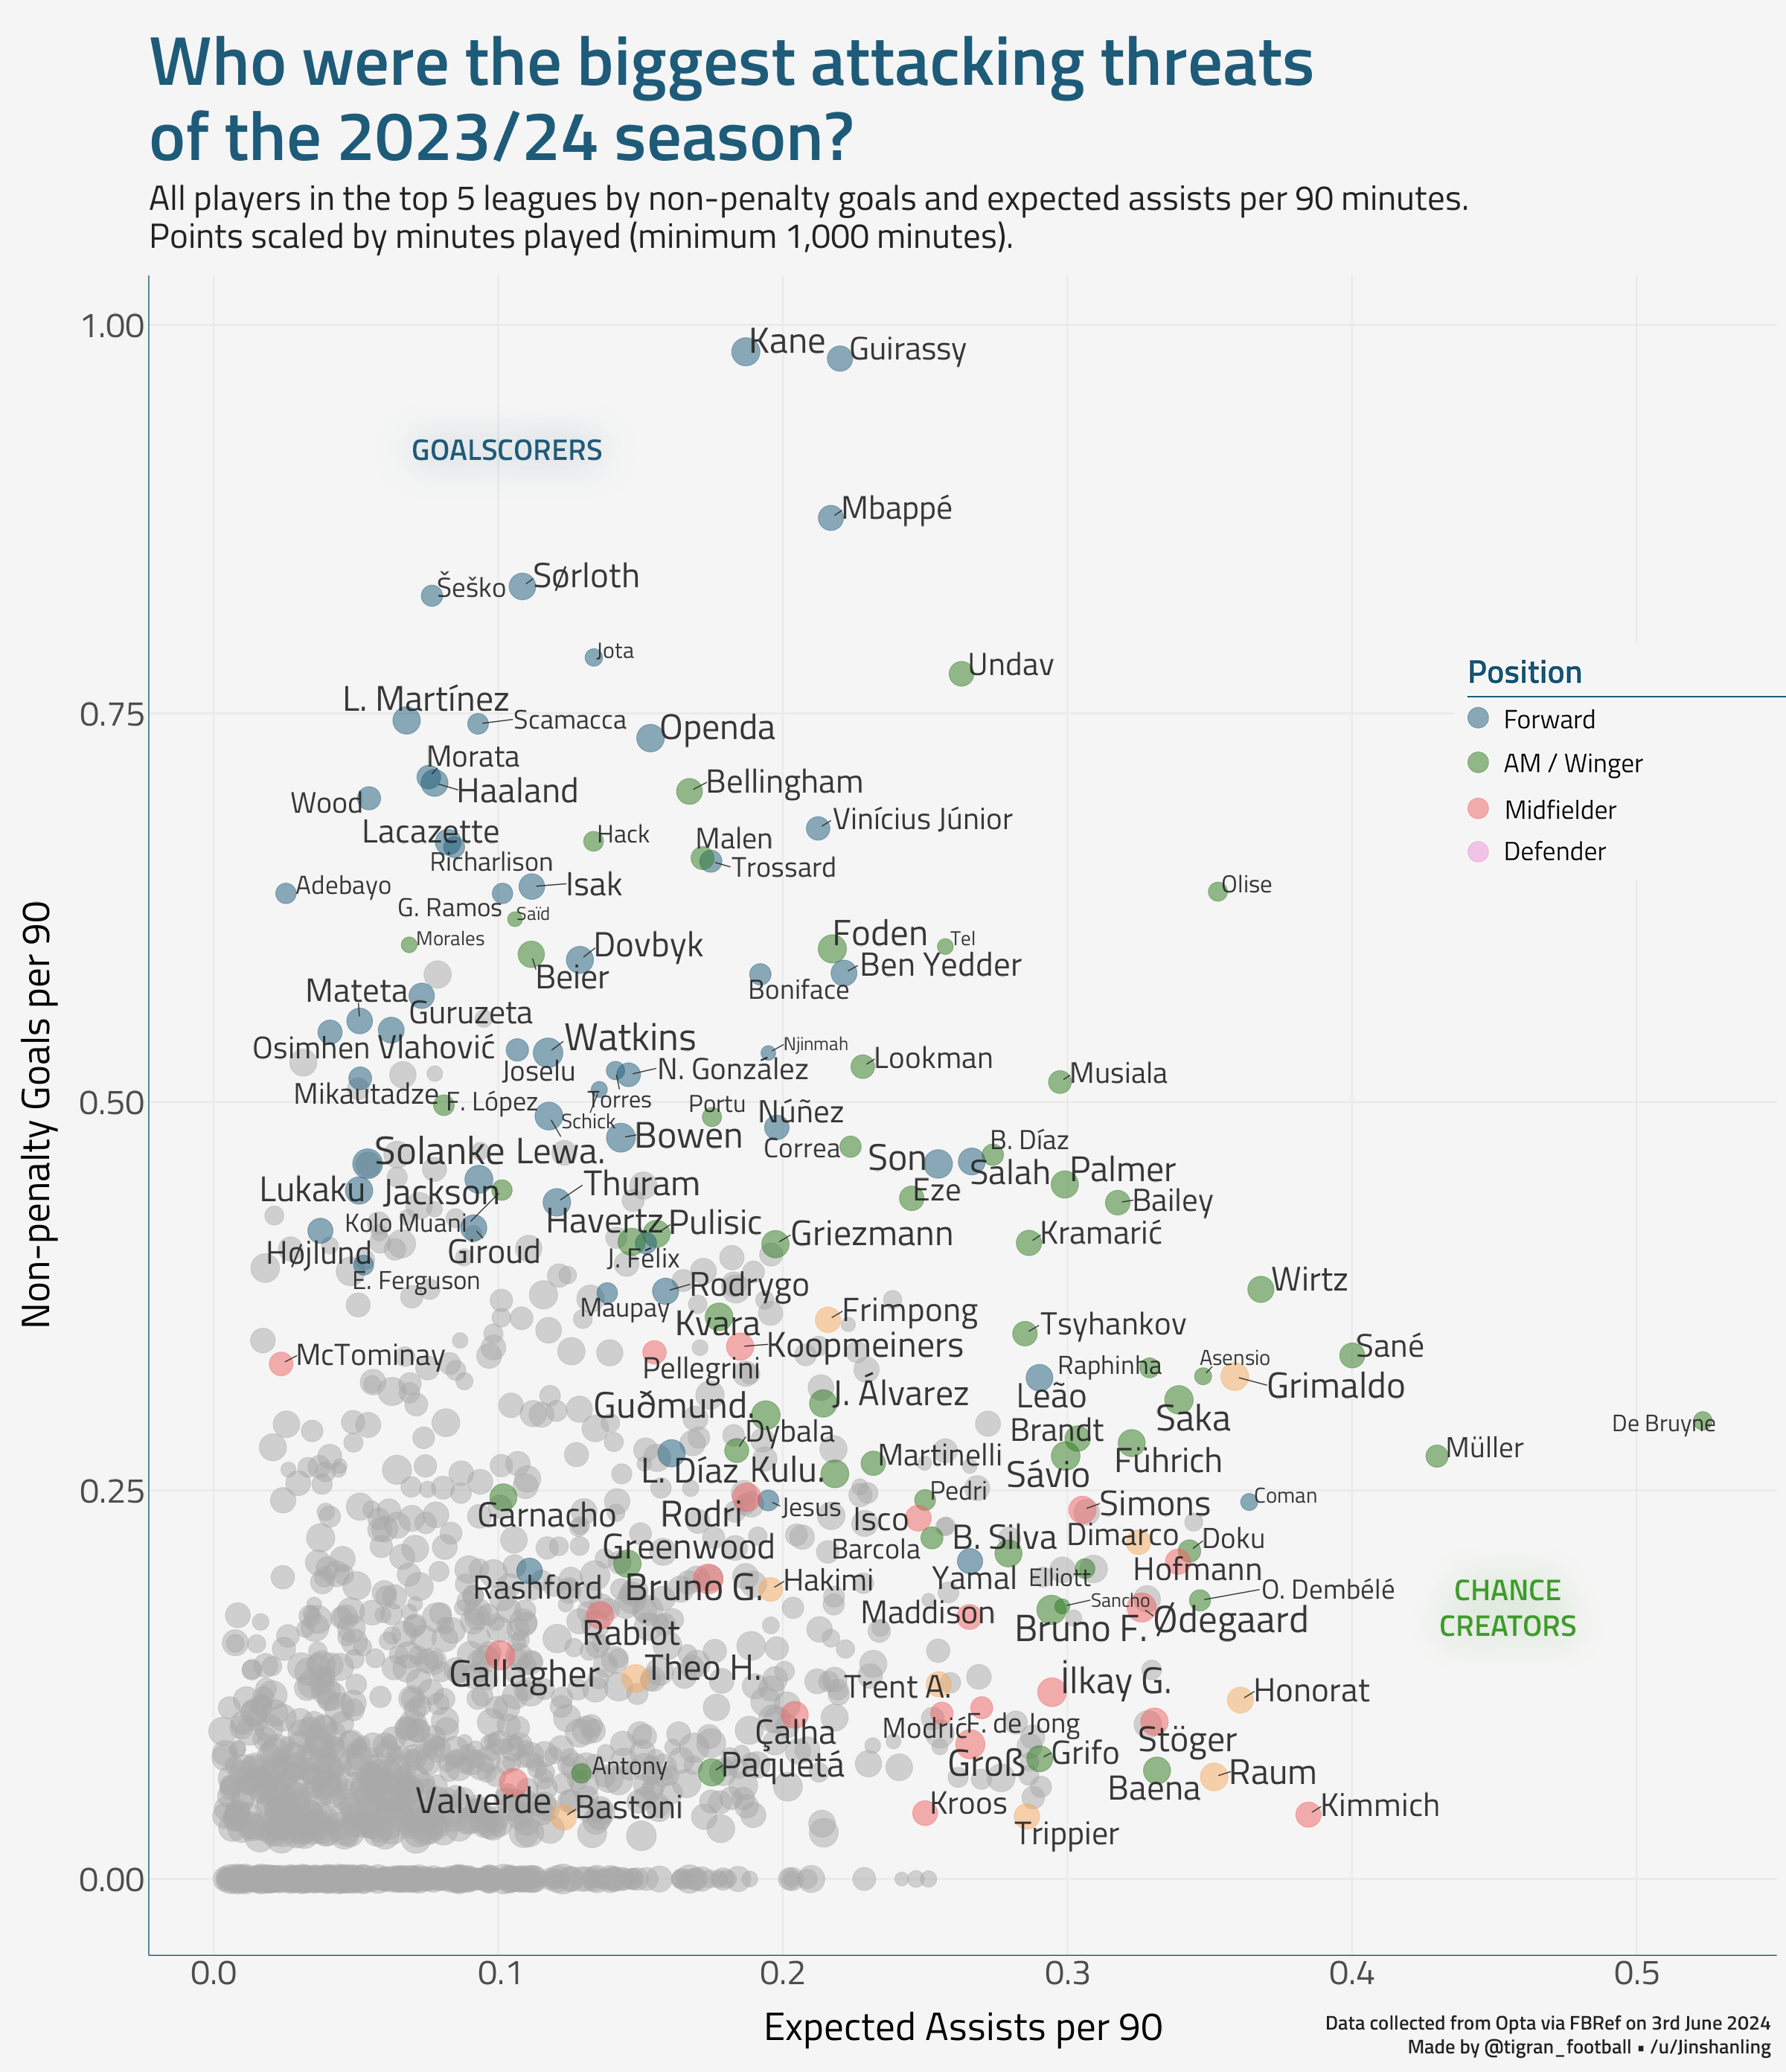 Who were the biggest attacking threats
of the 2023/24 season?
All players in the top 5 leagues by non-penalty goals and expected assists per 90 minutes.
Points scaled by minutes played (minimum 1,000 minutes).
1.00
Kane
Guirassy
GOALSCORERS
Mbappé
Sørloth
Šeško
Jota
Undav
Position
Forward
AM / Winger
Midfielder
Defender
L. Martínez
0.75
Scamacca
Openda
Morata
Haaland
Bellingham
Wood
Vinícius Júnior
Lacazette
Hack
Malen
Richarlison
Trossard
Adebayo
Isak
Olise
G. Ramos
Saïd
Morales
Dovbyk
Foden
Tel
Beier
Ben Yedder
Boniface
Mateta
Guruzeta
Non-penalty Goals per 90
Osimhen
Vlahović
Watkins
Njinmah
Joselu
N. González
Lookman
Musiala
Mikautadze
F. López
Torres
Portu
0.50
Schick
Núñez
Bowen
Correa
B. Díaz
Solanke
Lewa.
Son
Salah
Palmer
Lukaku
Jackson
Thuram
Eze
Bailey
Kolo Muani
Havertz
Pulisic
Griezmann
Kramarić
Højlund
Giroud
J. Félix
E. Ferguson
Wirtz
Maupay
Rodrygo
Kvara
Frimpong
Tsyhankov
McTominay
Koopmeiners
Sané
Pellegrini
Raphinha
Asensio
Grimaldo
Leão
J. Álvarez
Guðmund.
Saka
De Bruyne
Dybala
Brandt
Martinelli
Führich
Müller
L. Díaz
Kulu.
Sávio
0.25
Garnacho
Rodri
Jesus
Pedri
Coman
Isco
Simons
Greenwood
Barcola
B. Silva
Dimarco
Doku
Rashford
Bruno G.
Hakimi
Yamal
Elliott
Hofmann
O. Dembélé
CHANCE
CREATORS
Rabiot
Maddison
Sancho
Bruno F.
Ødegaard
Gallagher
Theo H.
Trent A.
İlkay G.
Honorat
Çalha
Modrić
F. de Jong
Stöger
Antony
Paquetá
Groß
Grifo
Baena
Raum
Valverde
Bastoni
Kroos
Trippier
Kimmich
0.00
0.0
0.1
0.2
0.3
0.4
0.5
Expected Assists per 90
Data collected from Opta via FBRef on 3rd June 2024
Made by @tigran_football ▪ /u/Jinshanling